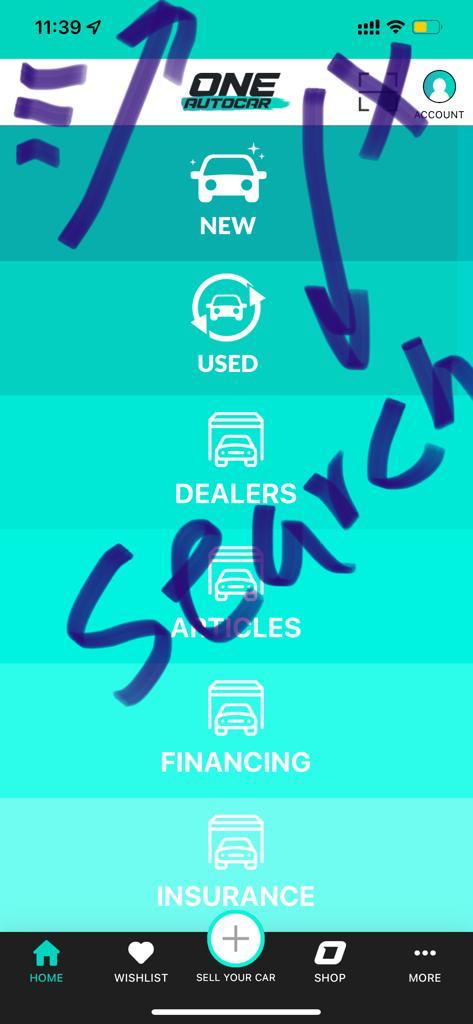 11:39
ONE
AUTOCAR
ACCOUNT
NEW
USED
DEALERS
Search
ARTICLES
FINANCING
INSURANCE
HOME
WISHLIST
SELL YOUR CAR
SHOP
MORE